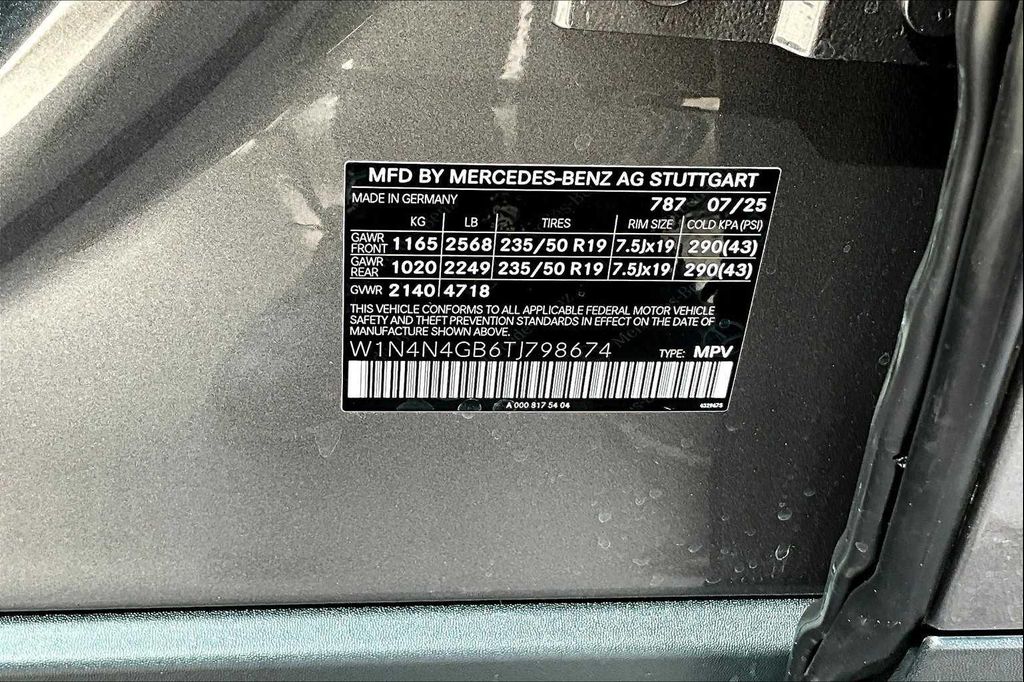 MFD BY MERCEDES-BENZ AG STUTTGART
MADE IN GERMANY 787 07/25
KG LB TIRES RIM SIZE COLD KPA (PSI)
GAWR FRONT 1165 2568 235/50 R19 7.5Jx19 290(43)
GAWR REAR 1020 2249 235/50 R19 7.5Jx19 290(43)
GVWR 2140 4718
THIS VEHICLE CONFORMS TO ALL APPLICABLE FEDERAL MOTOR VEHICLE
SAFETY AND THEFT PREVENTION STANDARDS IN EFFECT ON THE DATE OF
MANUFACTURE SHOWN ABOVE.
W1N4N4GB6TJ798674 TYPE: MPV
A 000 817 54 04